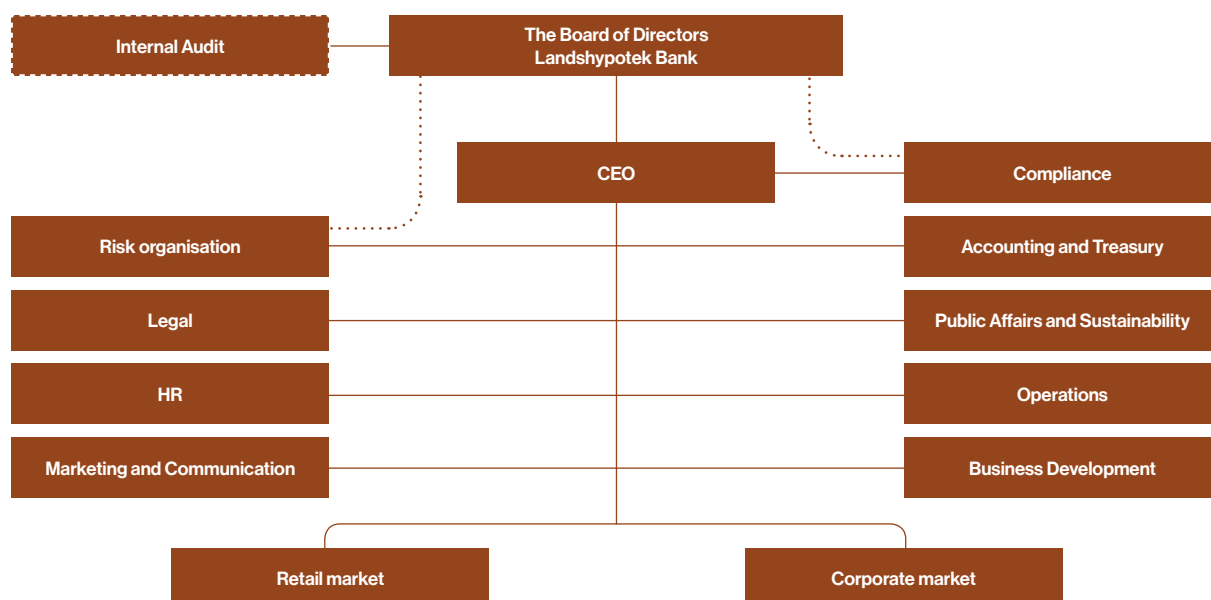 Internal Audit
The Board of Directors
Landshypotek Bank
CEO
Compliance
Risk organisation
Accounting and Treasury
Legal
Public Affairs and Sustainability
HR
Operations
Marketing and Communication
Business Development
Retail market
Corporate market